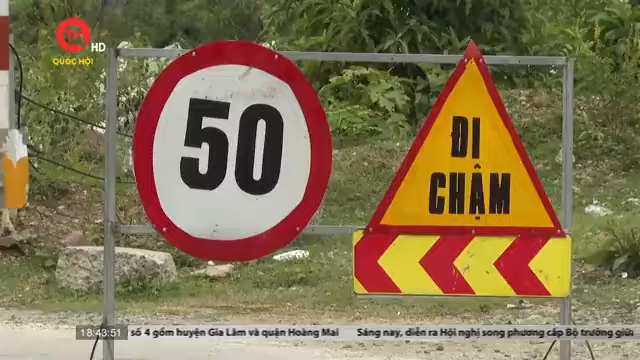 HD
QUỐC HỘI
50
ĐI
CHẬM
18:43:51 số 4 gồm huyện Gia Lâm và quận Hoàng Mai Sáng nay, diễn ra Hội nghị song phương cấp Bộ trưởng giữa